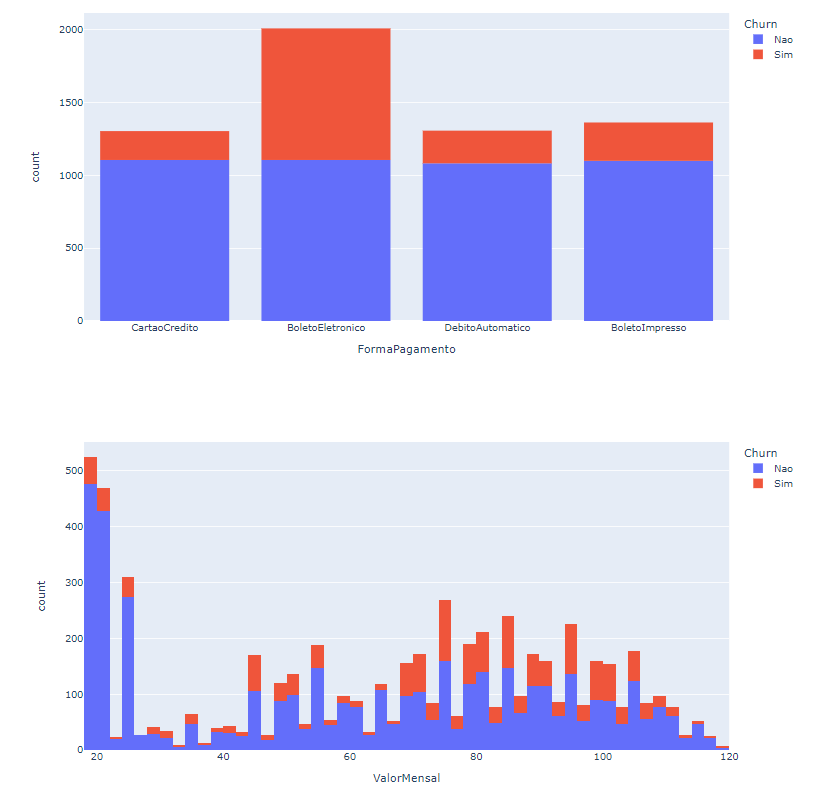 2000
1500
1000
500
0
count
CartaoCredito BoletoEletronico DebitoAutomatico BoletoImpresso
FormaPagamento
Churn
Nao
Sim
500
400
300
200
100
0
count
20 40 60 80 100 120
ValorMensal
Churn
Nao
Sim